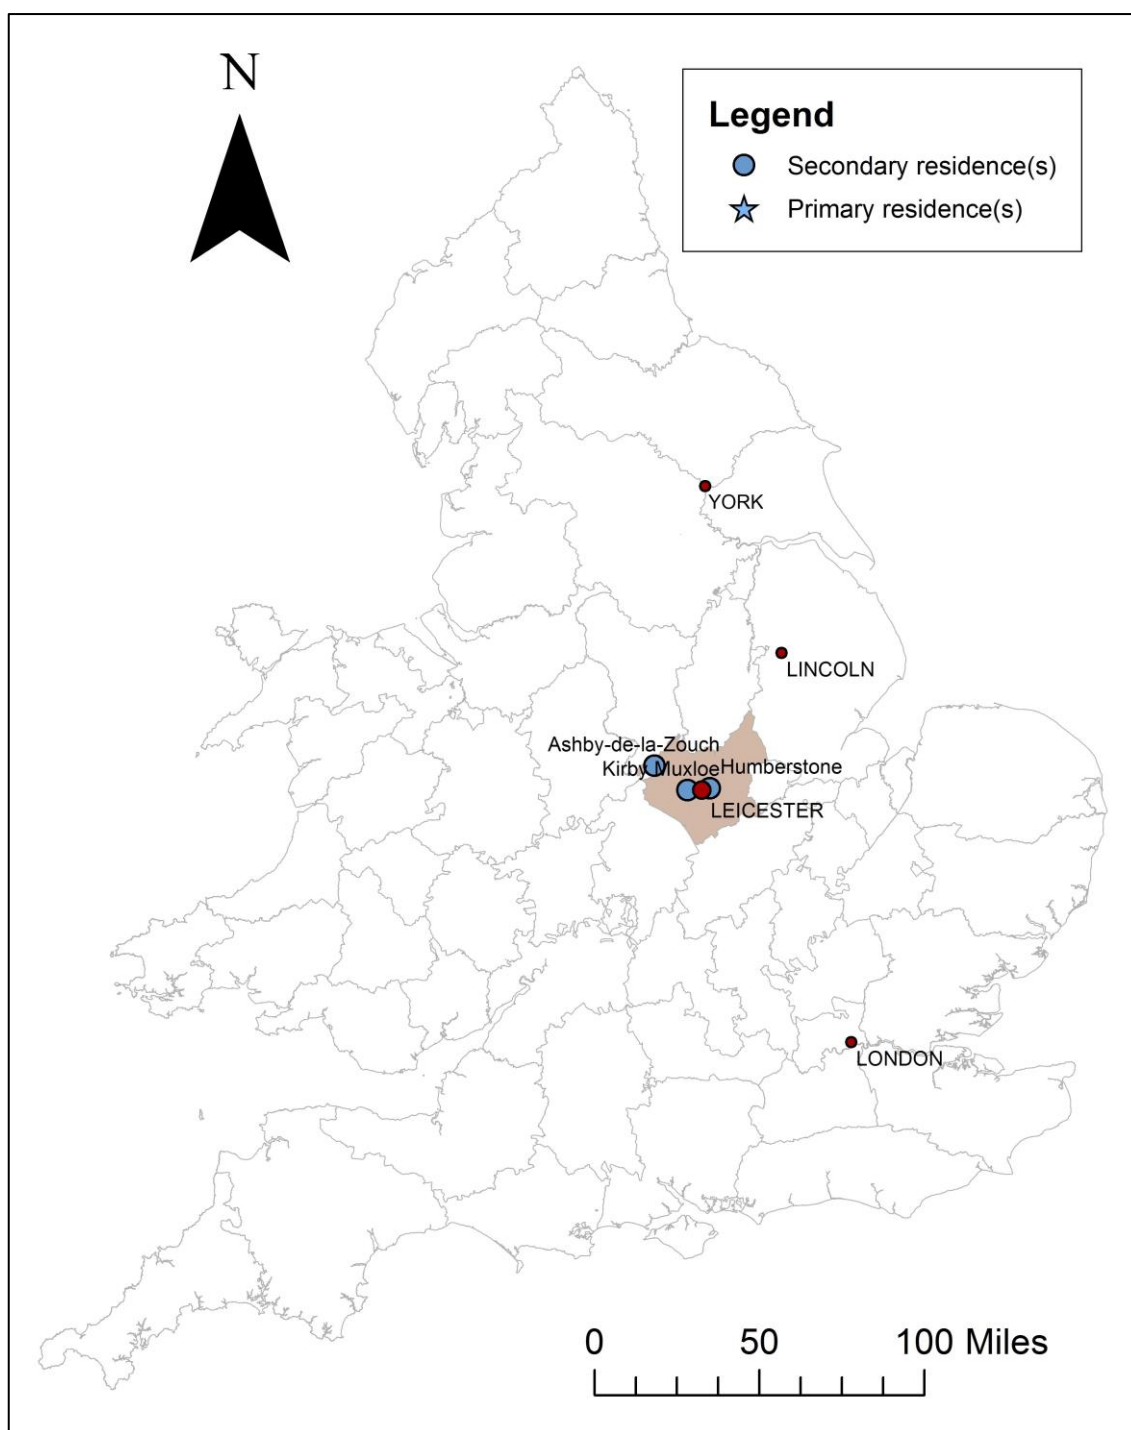 N
Legend
Secondary residence(s)
Primary residence(s)
YORK
LINCOLN
Ashby-de-la-Zouch
Kirby Muxloe Humberstone
LEICESTER
LONDON
0 50 100 Miles